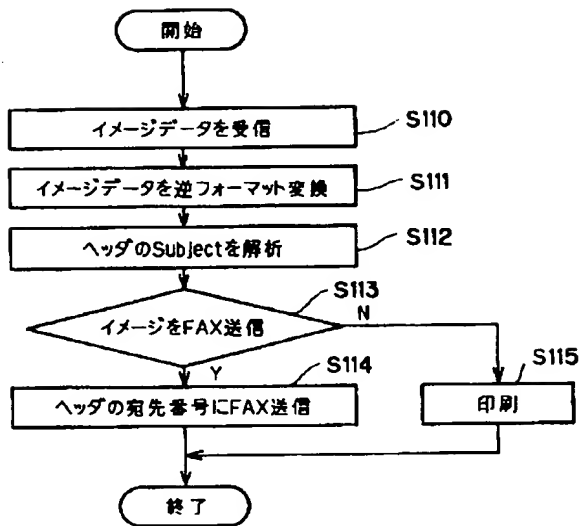 開始
イメージデータを受信
S110
イメージデータを逆フォーマット変換
S111
ヘッダのSubjectを解析
S112
イメージをFAX送信
S113
N
Y
ヘッダの宛先番号にFAX送信
S114
印刷
S115
終了